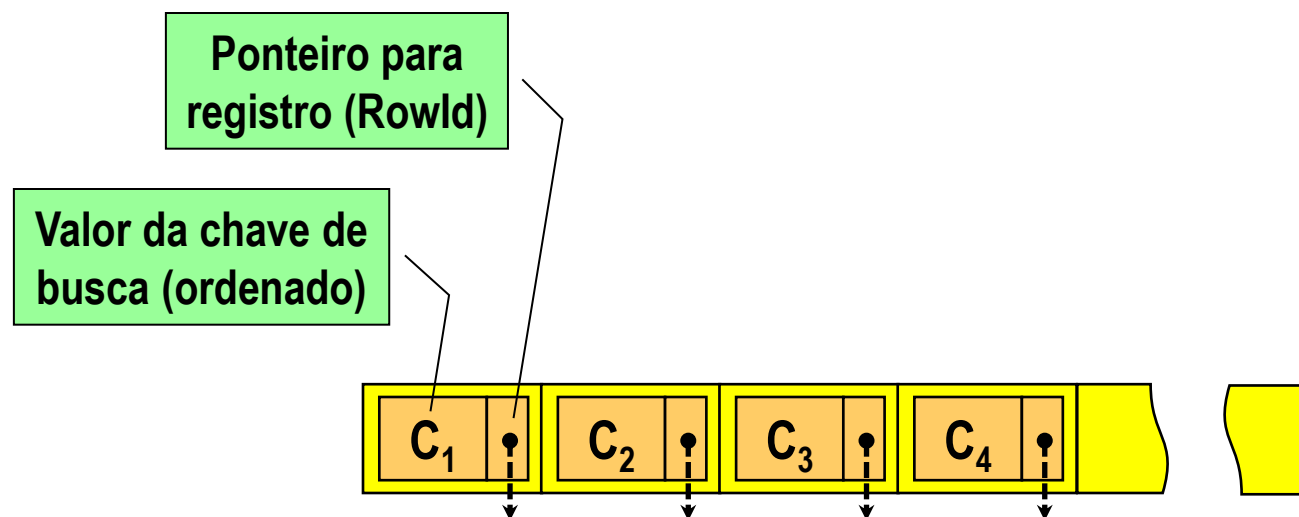 Ponteiro para
registro (RowId)
Valor da chave de
busca (ordenado)
C₁ C₂ C₃ C₄